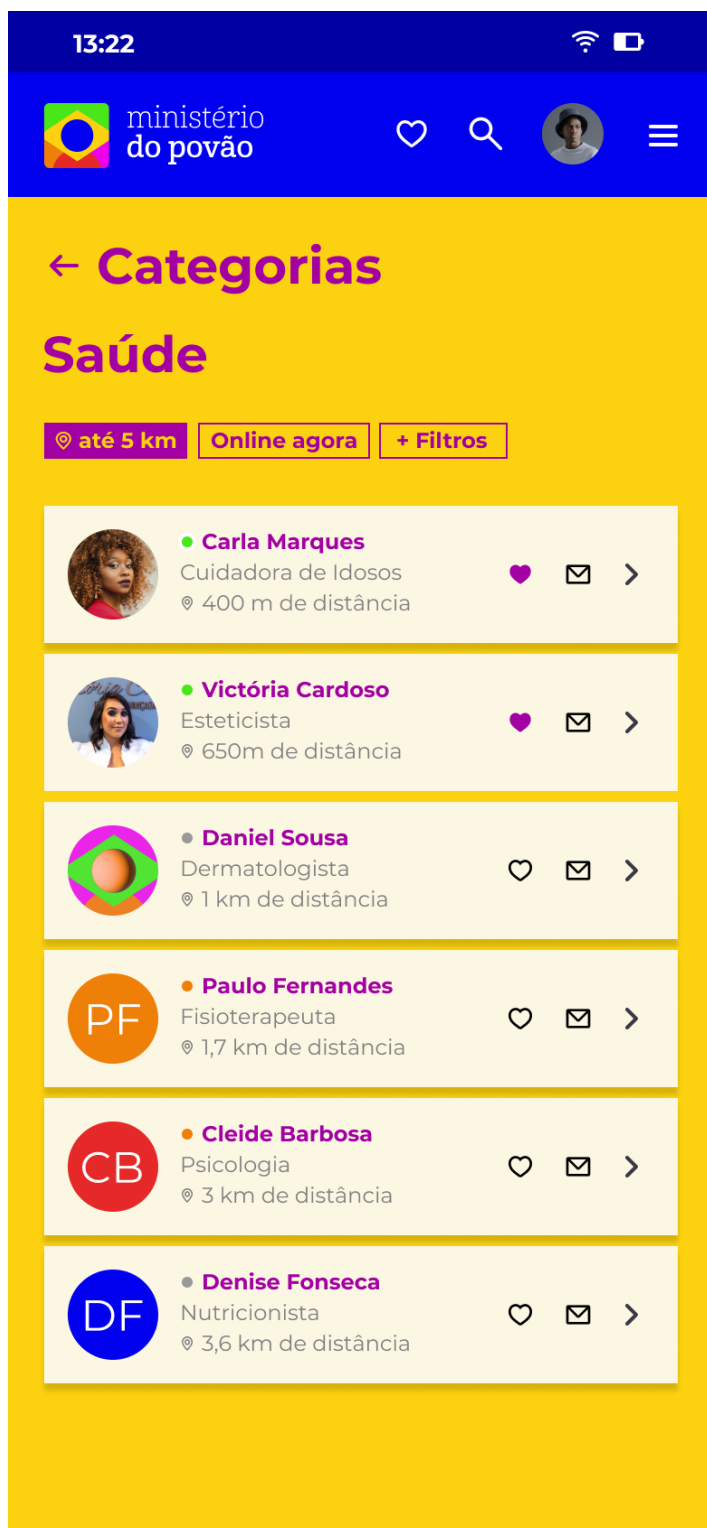 13:22
ministério
do povão
← Categorias
Saúde
até 5 km
Online agora
+ Filtros
Carla Marques
Cuidadora de Idosos
400 m de distância
Victória Cardoso
Esteticista
650m de distância
Daniel Sousa
Dermatologista
1 km de distância
PF
Paulo Fernandes
Fisioterapeuta
1,7 km de distância
CB
Cleide Barbosa
Psicologia
3 km de distância
DF
Denise Fonseca
Nutricionista
3,6 km de distância